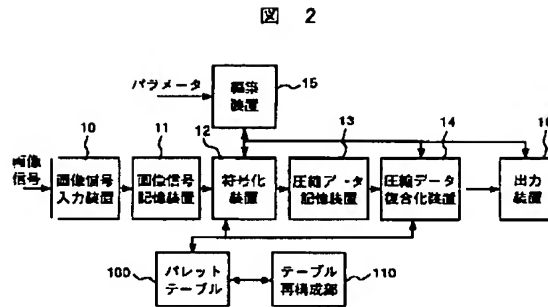 図 2
パラメータ
15
編集
装置
10
11
12
13
14
16
画像
信号
画像信号
入力装置
画像信号
記憶装置
符号化
装置
圧縮データ
記憶装置
圧縮データ
復合化装置
出力
装置
100
パレット
テーブル
テーブル
再構成部
110